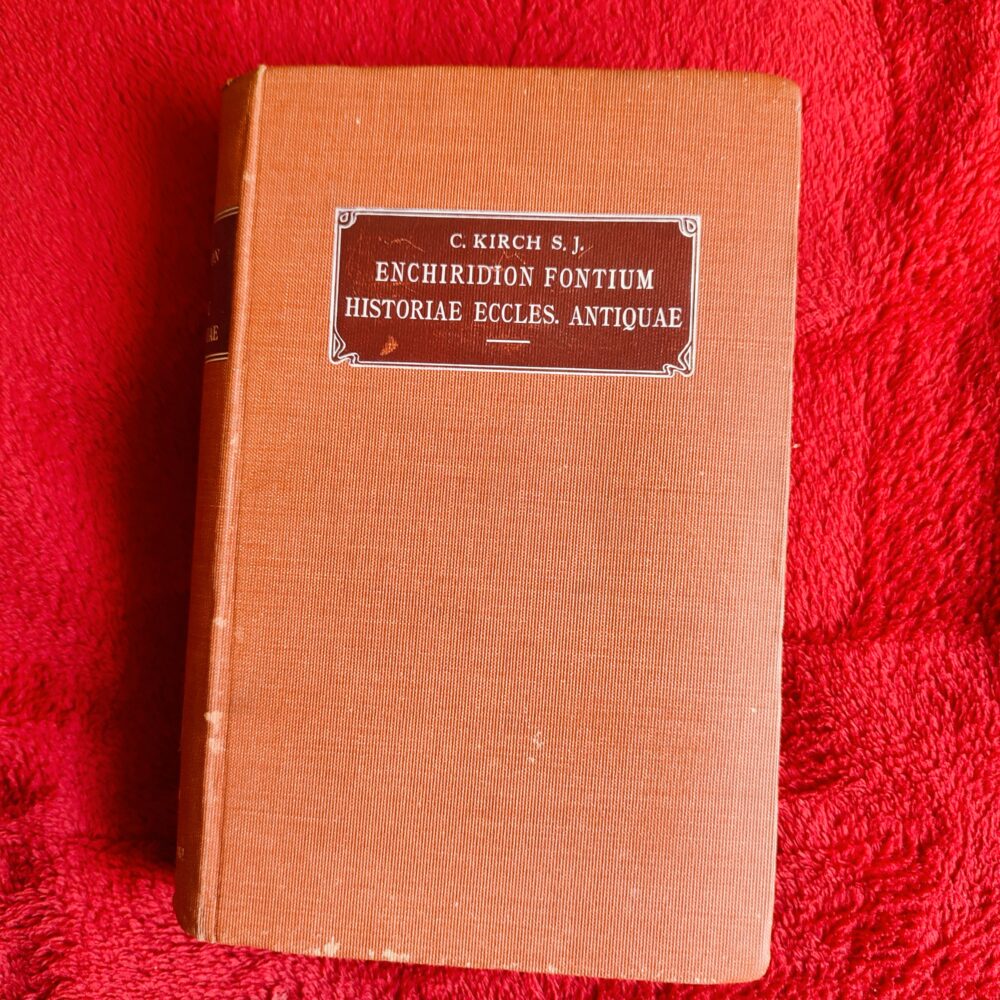 C. KIRCH S. J.
ENCHIRIDION FONTIUM
HISTORIAE ECCLES. ANTIQUAE